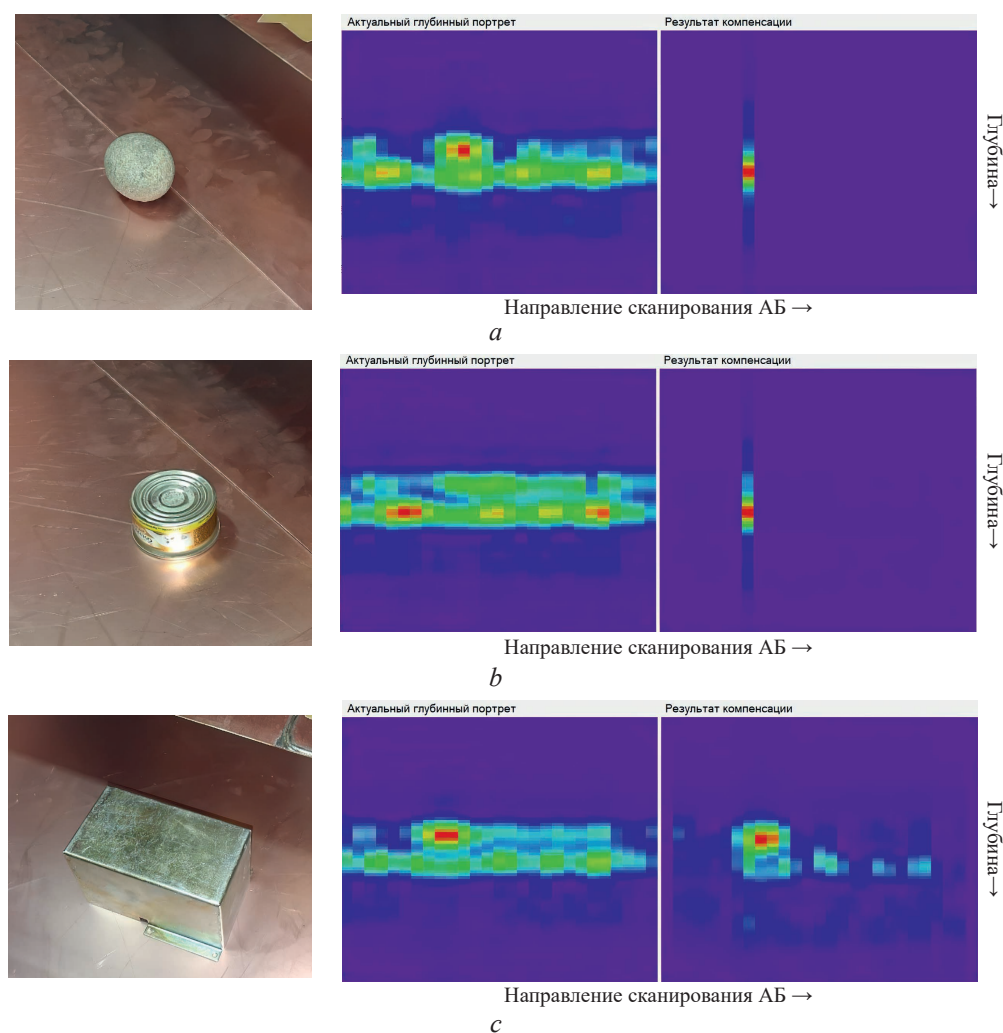 Актуальный глубинный портрет
Результат компенсации
Глубина→
Направление сканирования АБ →
a
Актуальный глубинный портрет
Результат компенсации
Глубина→
Направление сканирования АБ →
b
Актуальный глубинный портрет
Результат компенсации
Глубина→
Направление сканирования АБ →
c